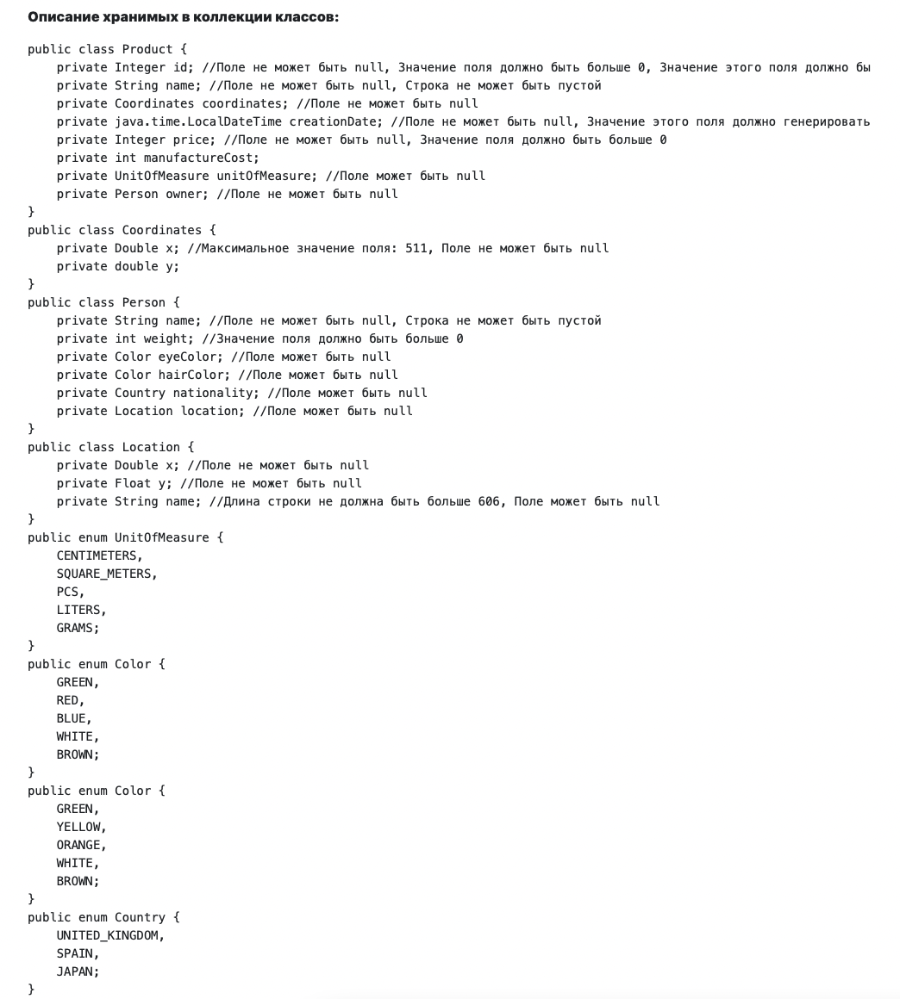 Описание хранимых в коллекции классов:
public class Product {
    private Integer id; //Поле не может быть null, Значение поля должно быть больше 0, Значение этого поля должно бы
    private String name; //Поле не может быть null, Строка не может быть пустой
    private Coordinates coordinates; //Поле не может быть null
    private java.time.LocalDateTime creationDate; //Поле не может быть null, Значение этого поля должно генерировать
    private Integer price; //Поле не может быть null, Значение поля должно быть больше 0
    private int manufactureCost;
    private UnitOfMeasure unitOfMeasure; //Поле может быть null
    private Person owner; //Поле не может быть null
}
public class Coordinates {
    private Double x; //Максимальное значение поля: 511, Поле не может быть null
    private double y;
}
public class Person {
    private String name; //Поле не может быть null, Строка не может быть пустой
    private int weight; //Значение поля должно быть больше 0
    private Color eyeColor; //Поле может быть null
    private Color hairColor; //Поле может быть null
    private Country nationality; //Поле может быть null
    private Location location; //Поле может быть null
}
public class Location {
    private Double x; //Поле не может быть null
    private Float y; //Поле не может быть null
    private String name; //Длина строки не должна быть больше 606, Поле может быть null
}
public enum UnitOfMeasure {
    CENTIMETERS,
    SQUARE_METERS,
    PCS,
    LITERS,
    GRAMS;
}
public enum Color {
    GREEN,
    RED,
    BLUE,
    WHITE,
    BROWN;
}
public enum Color {
    GREEN,
    YELLOW,
    ORANGE,
    WHITE,
    BROWN;
}
public enum Country {
    UNITED_KINGDOM,
    SPAIN,
    JAPAN;
}